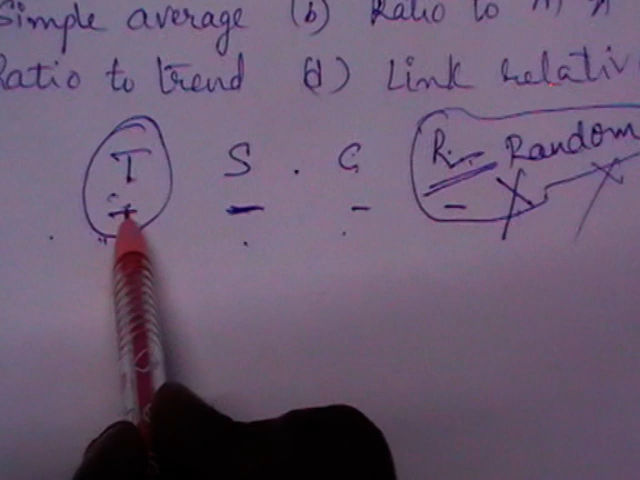 Simple average (b) Ratio to
Ratio to trend (d) Link relativ
T S . C R. Random